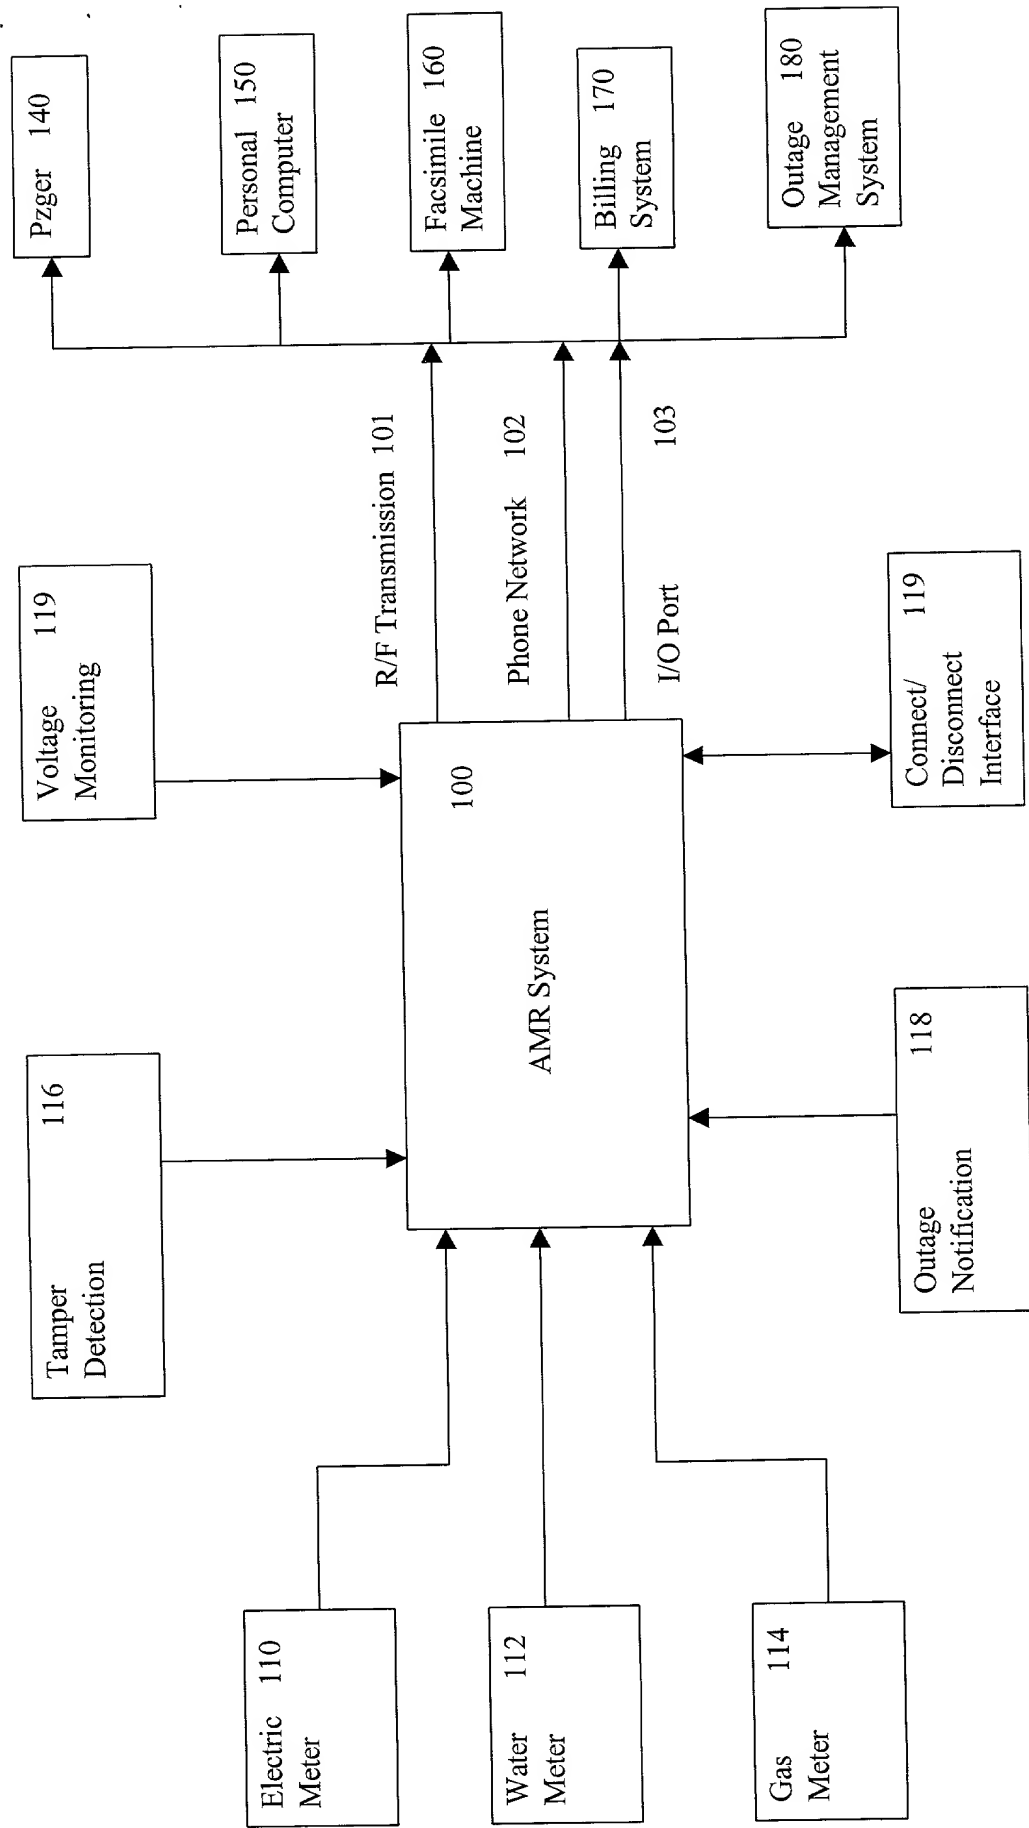 Electric 110
Meter
Water 112
Meter
Gas 114
Meter
Tamper 116
Detection
Outage 118
Notification
AMR System 100
Voltage 119
Monitoring
Connect/ 119
Disconnect
Interface
R/F Transmission 101
Phone Network 102
I/O Port 103
Pzger 140
Personal 150
Computer
Facsimile 160
Machine
Billing 170
System
Outage 180
Management
System